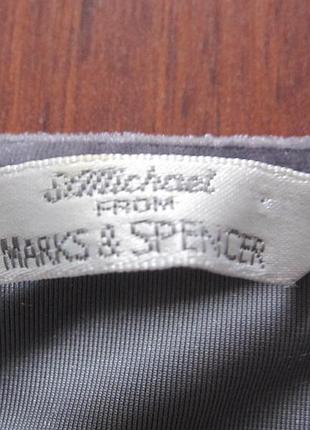 St Michael
FROM
MARKS & SPENCER